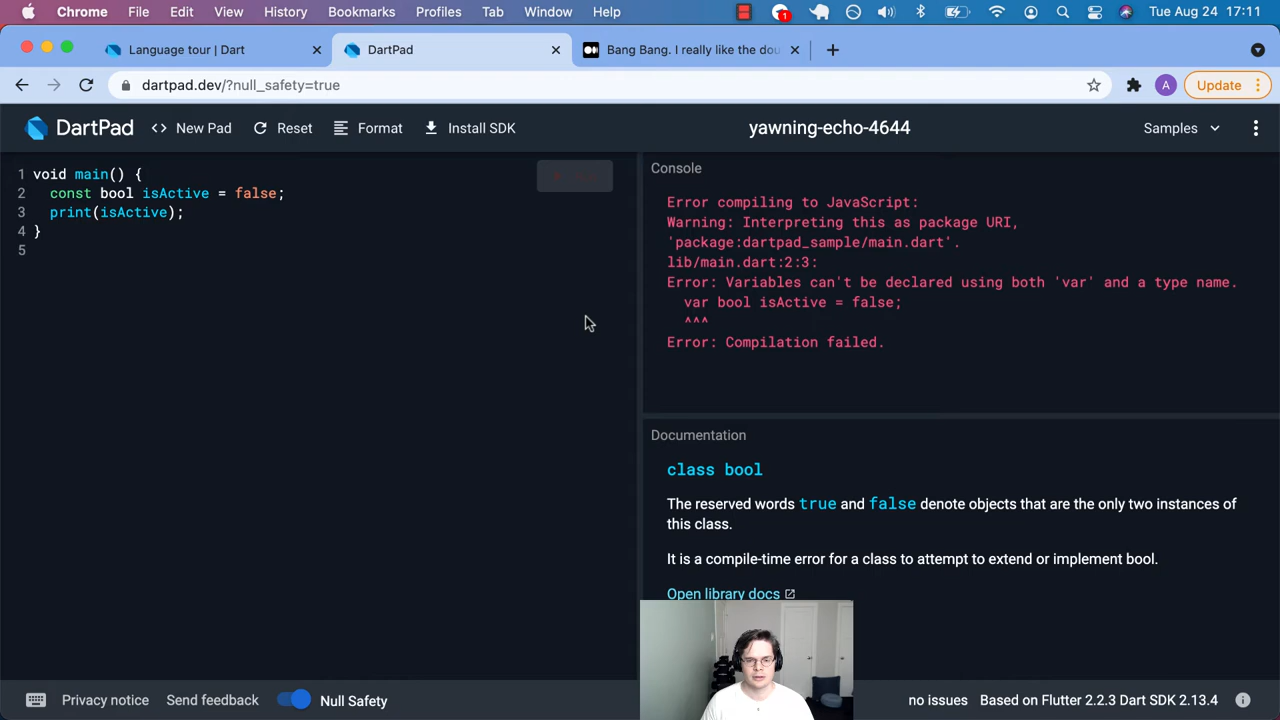 Chrome File Edit View History Bookmarks Profiles Tab Window Help 1 Tue Aug 24 17:11
Language tour | Dart DartPad Bang Bang. I really like the dou
dartpad.dev/?null_safety=true A Update
DartPad <> New Pad Reset Format Install SDK yawning-echo-4644 Samples
1 void main() {
2 const bool isActive = false;
3 print(isActive);
4 }
5
Console
Error compiling to JavaScript:
Warning: Interpreting this as package URI,
'package:dartpad_sample/main.dart'.
lib/main.dart:2:3:
Error: Variables can't be declared using both 'var' and a type name.
var bool isActive = false;
^^^
Error: Compilation failed.
Documentation
class bool
The reserved words true and false denote objects that are the only two instances of
this class.
It is a compile-time error for a class to attempt to extend or implement bool.
Open library docs
Privacy notice Send feedback Null Safety no issues Based on Flutter 2.2.3 Dart SDK 2.13.4